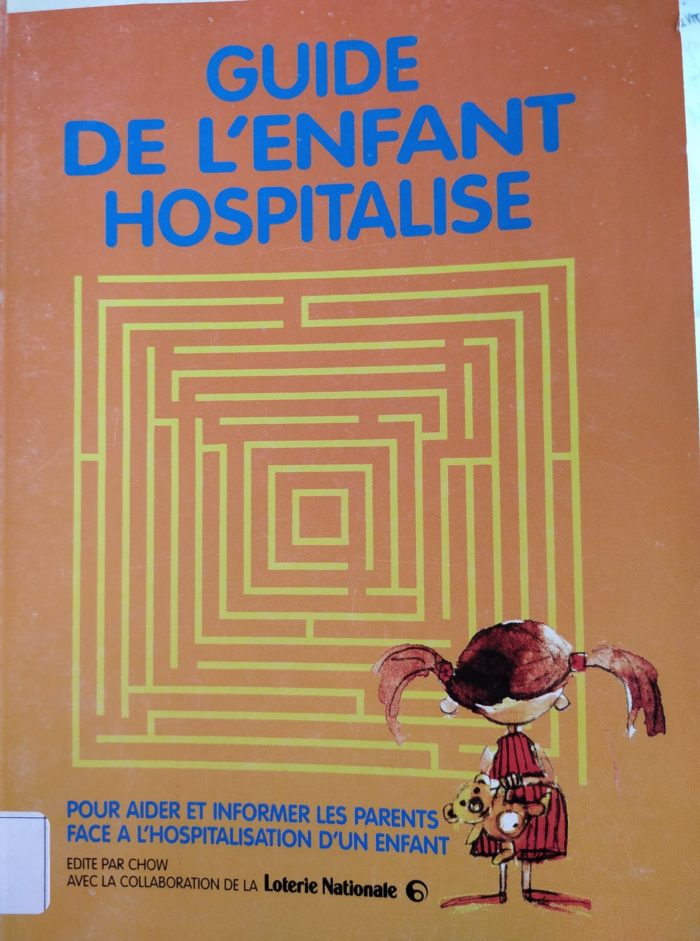 GUIDE
DE L'ENFANT
HOSPITALISE
POUR AIDER ET INFORMER LES PARENTS
FACE A L'HOSPITALISATION D'UN ENFANT
EDITE PAR CHOW
AVEC LA COLLABORATION DE LA Loterie Nationale